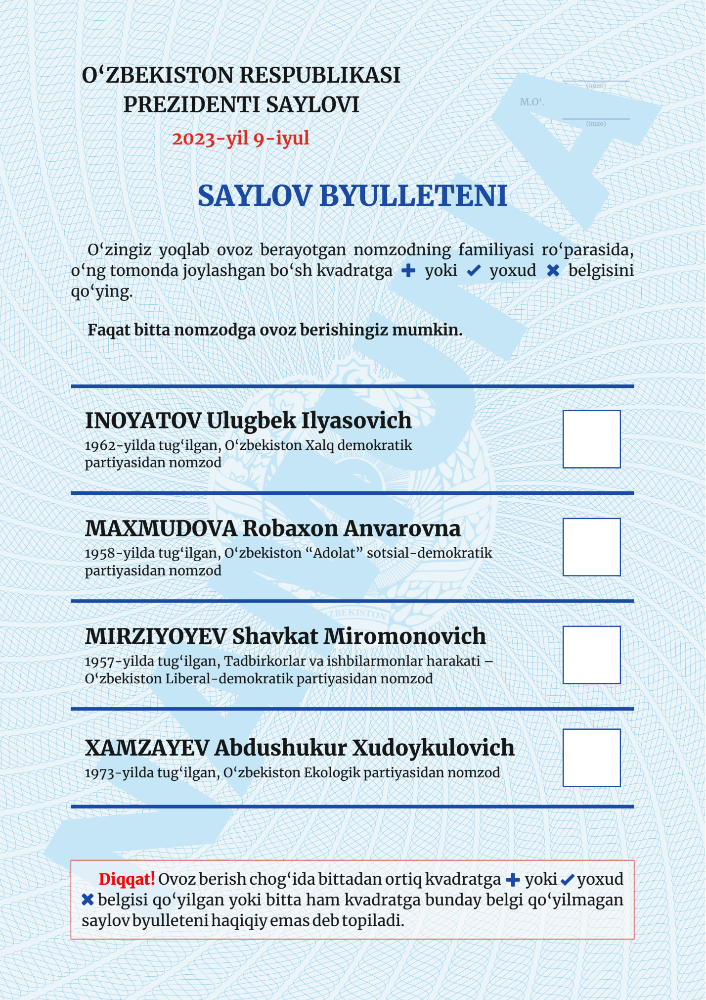 O‘ZBEKISTON RESPUBLIKASI
PREZIDENTI SAYLOVI
2023-yil 9-iyul
(imzo)
M.O‘.
(imzo)
SAYLOV BYULLETENI
O‘zingiz yoqlab ovoz berayotgan nomzodning familiyasi ro‘parasida,
o‘ng tomonda joylashgan bo‘sh kvadratga ✚ yoki ✔ yoxud ✖ belgisini
qo‘ying.
Faqat bitta nomzodga ovoz berishingiz mumkin.
INOYATOV Ulugbek Ilyasovich
1962-yilda tug‘ilgan, O‘zbekiston Xalq demokratik
partiyasidan nomzod
MAXMUDOVA Robaxon Anvarovna
1958-yilda tug‘ilgan, O‘zbekiston “Adolat” sotsial-demokratik
partiyasidan nomzod
ZBEKISTON
MIRZIYOYEV Shavkat Miromonovich
1957-yilda tug‘ilgan, Tadbirkorlar va ishbilarmonlar harakati –
O‘zbekiston Liberal-demokratik partiyasidan nomzod
XAMZAYEV Abdushukur Xudoykulovich
1973-yilda tug‘ilgan, O‘zbekiston Ekologik partiyasidan nomzod
NAMUNA
Diqqat! Ovoz berish chog‘ida bittadan ortiq kvadratga ✚ yoki ✔ yoxud
✖ belgisi qo‘yilgan yoki bitta ham kvadratga bunday belgi qo‘yilmagan
saylov byulleteni haqiqiy emas deb topiladi.